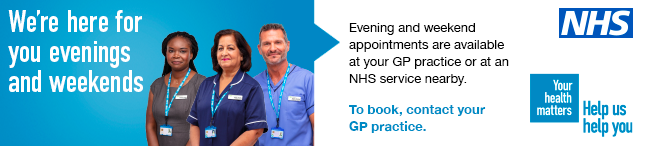 We're here for
you evenings
and weekends
Evening and weekend
appointments are available
at your GP practice or at an
NHS service nearby.
To book, contact your
GP practice.
NHS
Your
health
matters
Help us
help you